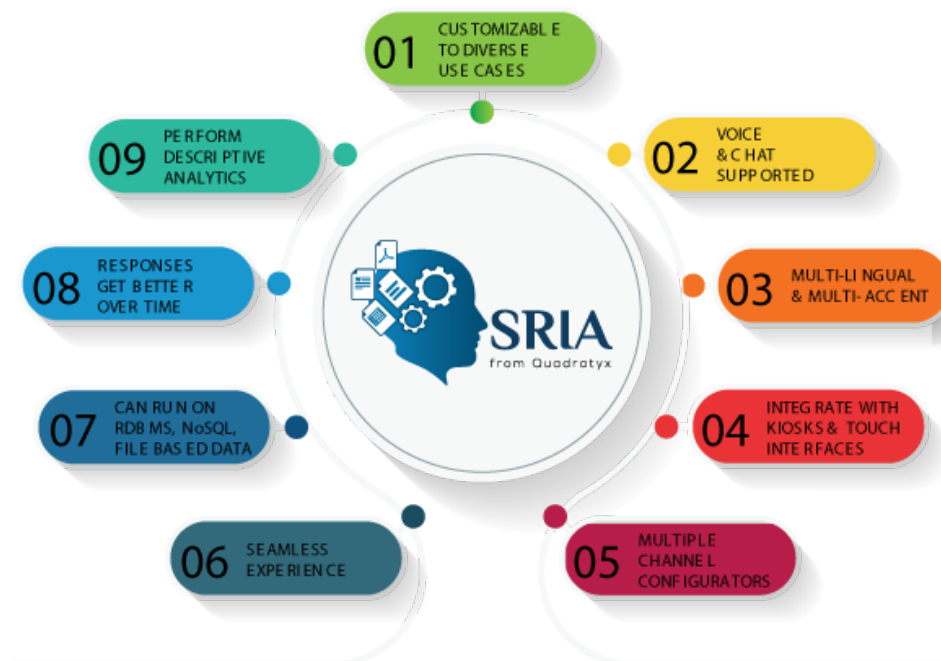 01
CUSTOMIZABLE
TO DIVERSE
USE CASES
02
VOICE
& CHAT
SUPPORTED
03
MULTI-LINGUAL
& MULTI-ACCENT
04
INTEGRATE WITH
KIOSKS & TOUCH
INTERFACES
05
MULTIPLE
CHANNEL
CONFIGURATORS
06
SEAMLESS
EXPERIENCE
07
CAN RUN ON
RDBMS, NoSQL,
FILE BASED DATA
08
RESPONSES
GET BETTER
OVER TIME
09
PERFORM
DESCRIPTIVE
ANALYTICS
SRIA
from Quadratyx